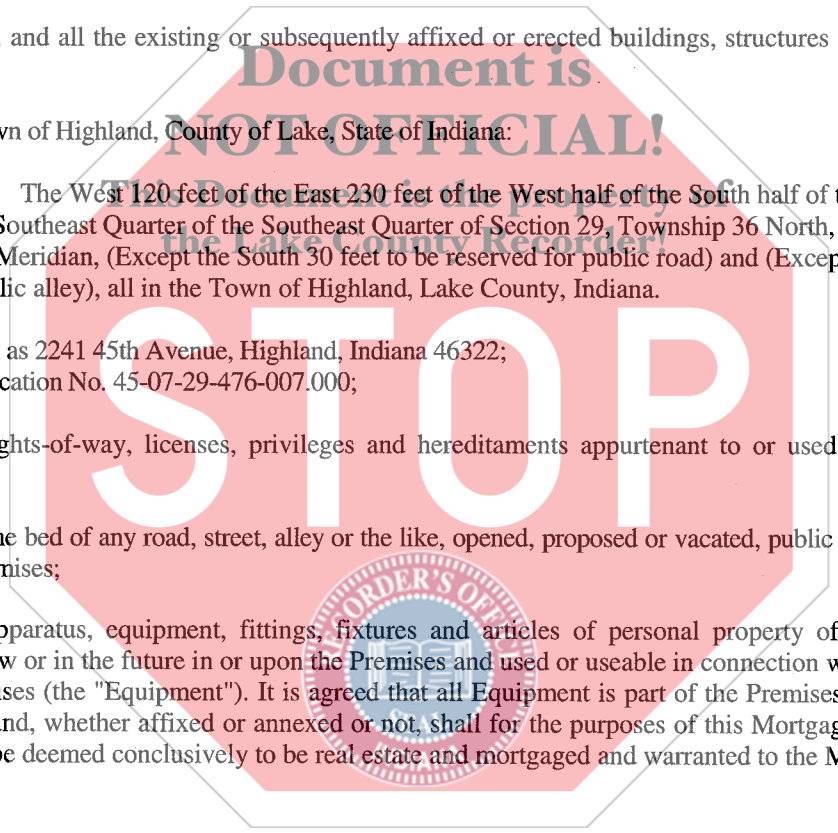 and all the existing or subsequently affixed or erected buildings, structures
Document is
NOT OFFICIAL!
wn of Highland, County of Lake, State of Indiana:
This Document is the property of
The West 120 feet of the East 230 feet of the West half of the South half of t
Southeast Quarter of the Southeast Quarter of Section 29, Township 36 North,
the Lake County Recorder!
Meridian, (Except the South 30 feet to be reserved for public road) and (Excep
lic alley), all in the Town of Highland, Lake County, Indiana.
STOP
as 2241 45th Avenue, Highland, Indiana 46322;
cation No. 45-07-29-476-007.000;
ghts-of-way, licenses, privileges and hereditaments appurtenant to or used
ne bed of any road, street, alley or the like, opened, proposed or vacated, public
nises;
RECORDER'S OFFICE
pparatus, equipment, fittings, fixtures and articles of personal property of
w or in the future in or upon the Premises and used or useable in connection w
ises (the "Equipment"). It is agreed that all Equipment is part of the Premises
and, whether affixed or annexed or not, shall for the purposes of this Mortgag
be deemed conclusively to be real estate and mortgaged and warranted to the M
SEAL
INDIANA